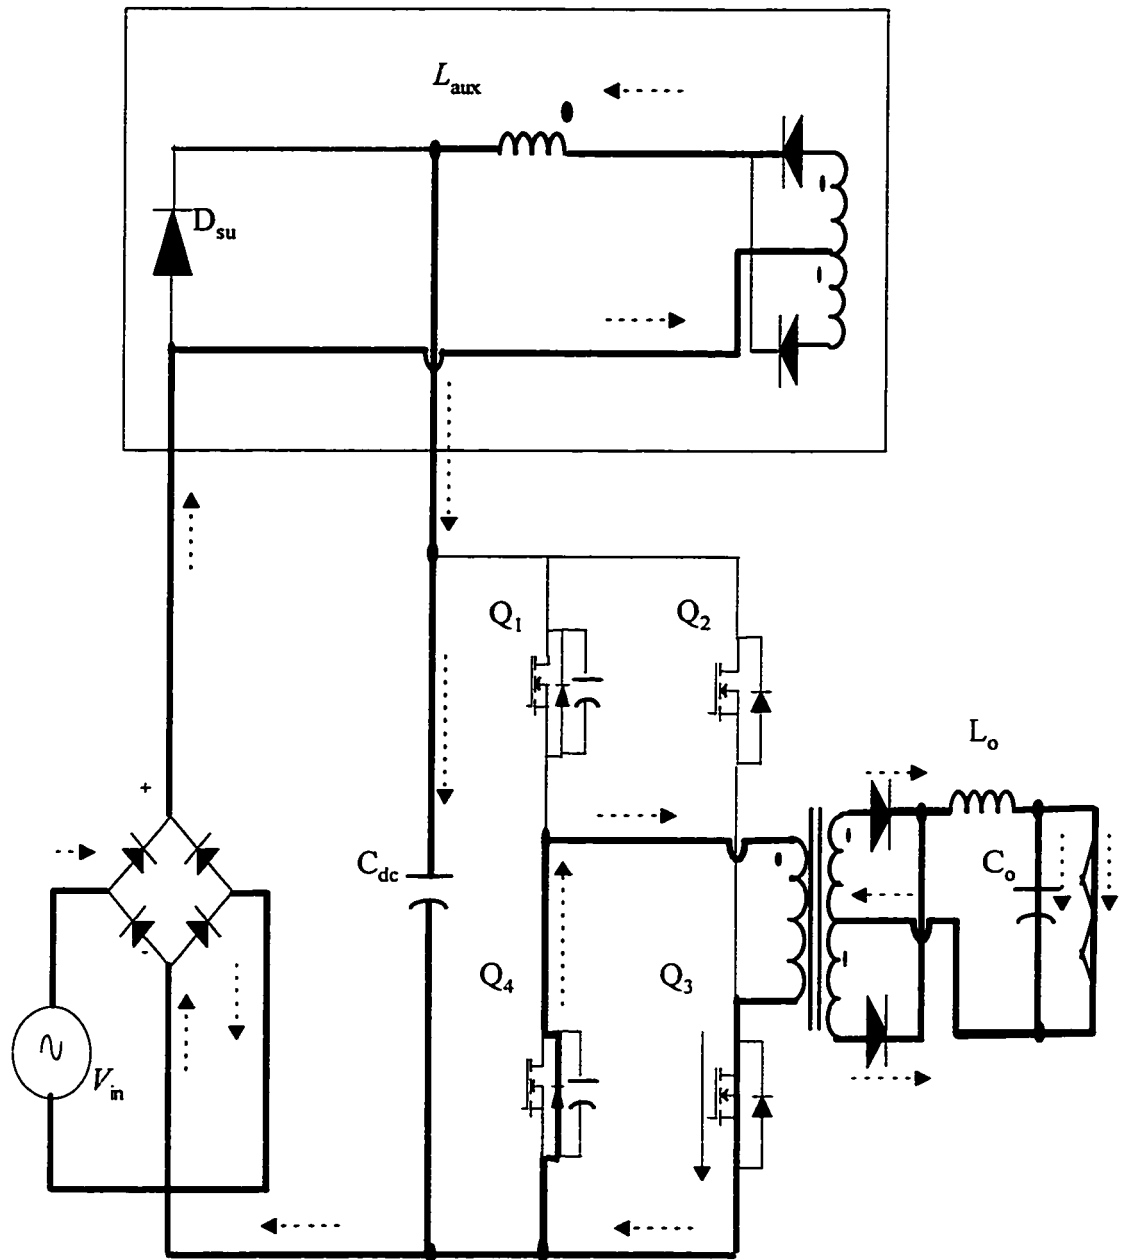 L_aux
D_su
Q_1
Q_2
L_o
+
C_dc
C_o
-
Q_4
Q_3
V_in